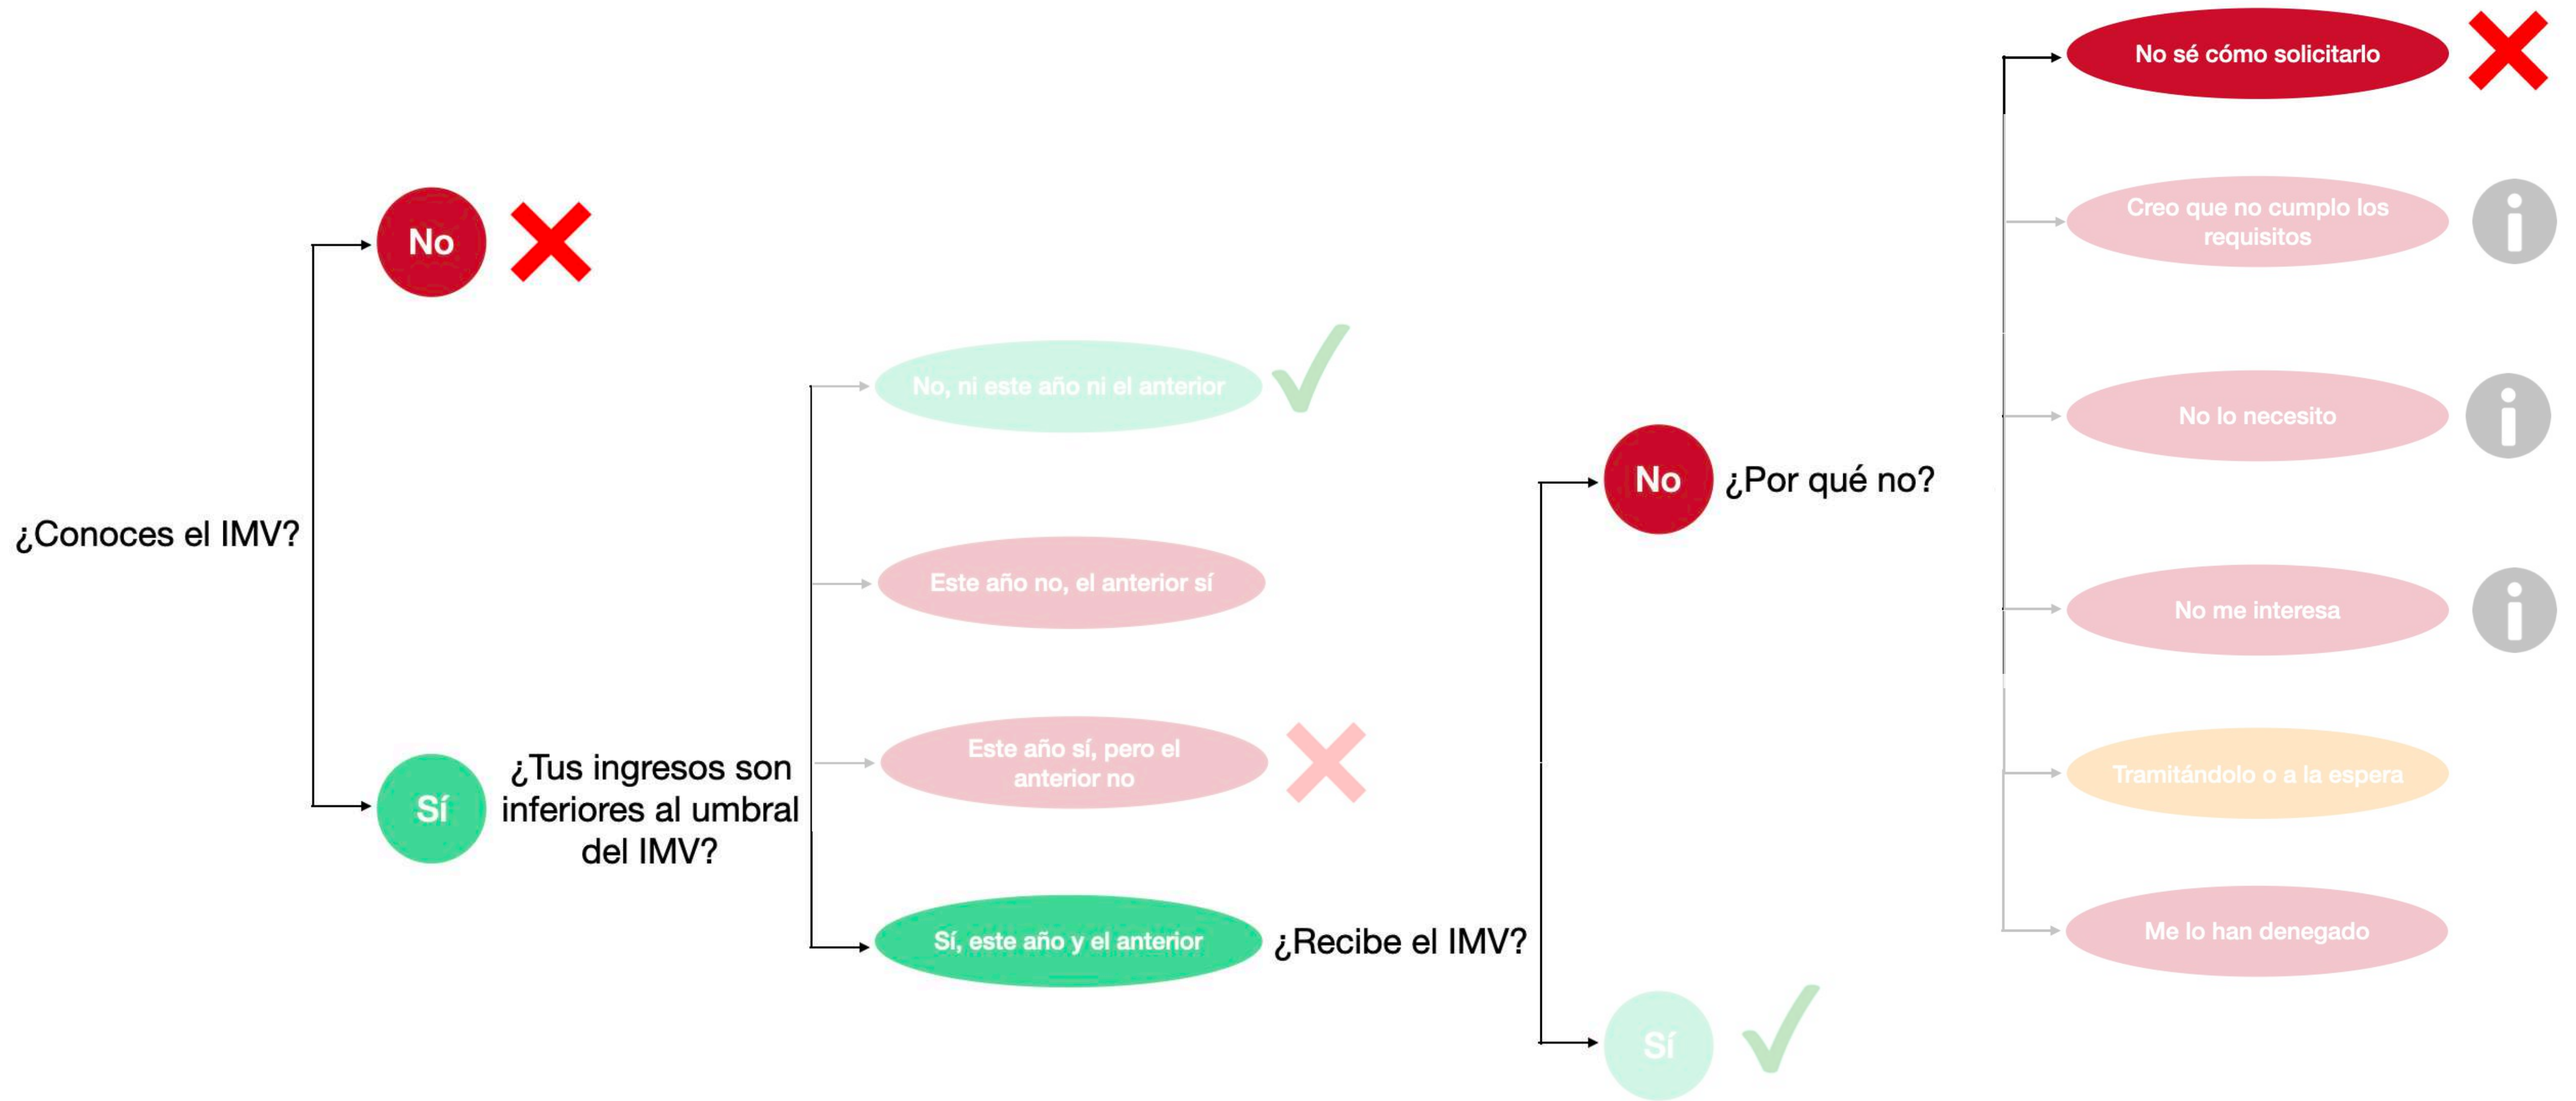 ¿Conoces el IMV?
No
Sí
¿Tus ingresos son
inferiores al umbral
del IMV?
No, ni este año ni el anterior
Este año no, el anterior sí
Este año sí, pero el
anterior no
Sí, este año y el anterior
¿Recibe el IMV?
No
¿Por qué no?
Sí
No sé cómo solicitarlo
Creo que no cumplo los
requisitos
No lo necesito
No me interesa
Tramitándolo o a la espera
Me lo han denegado